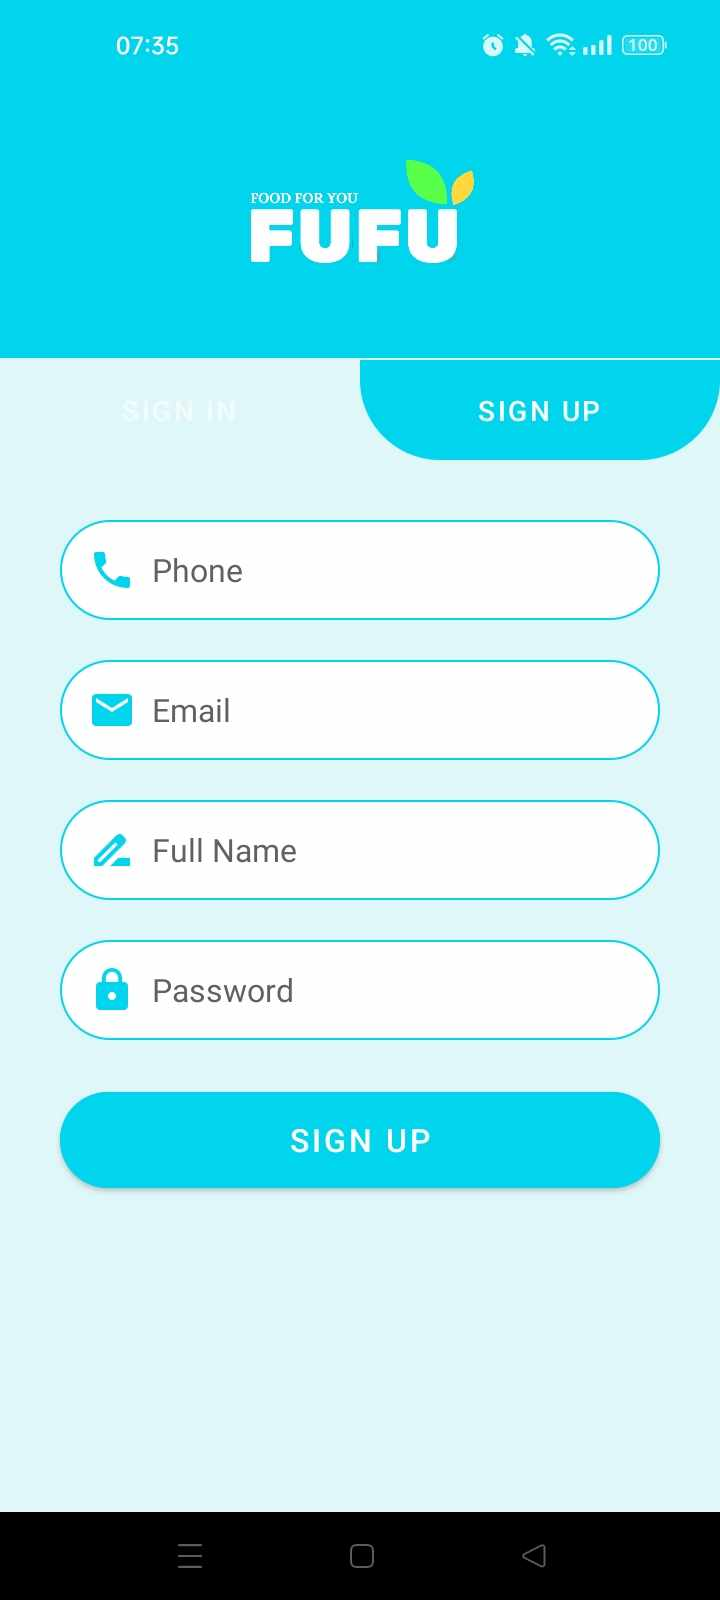 07:35
100
FOOD FOR YOU
FUFU
SIGN IN
SIGN UP
Phone
Email
Full Name
Password
SIGN UP